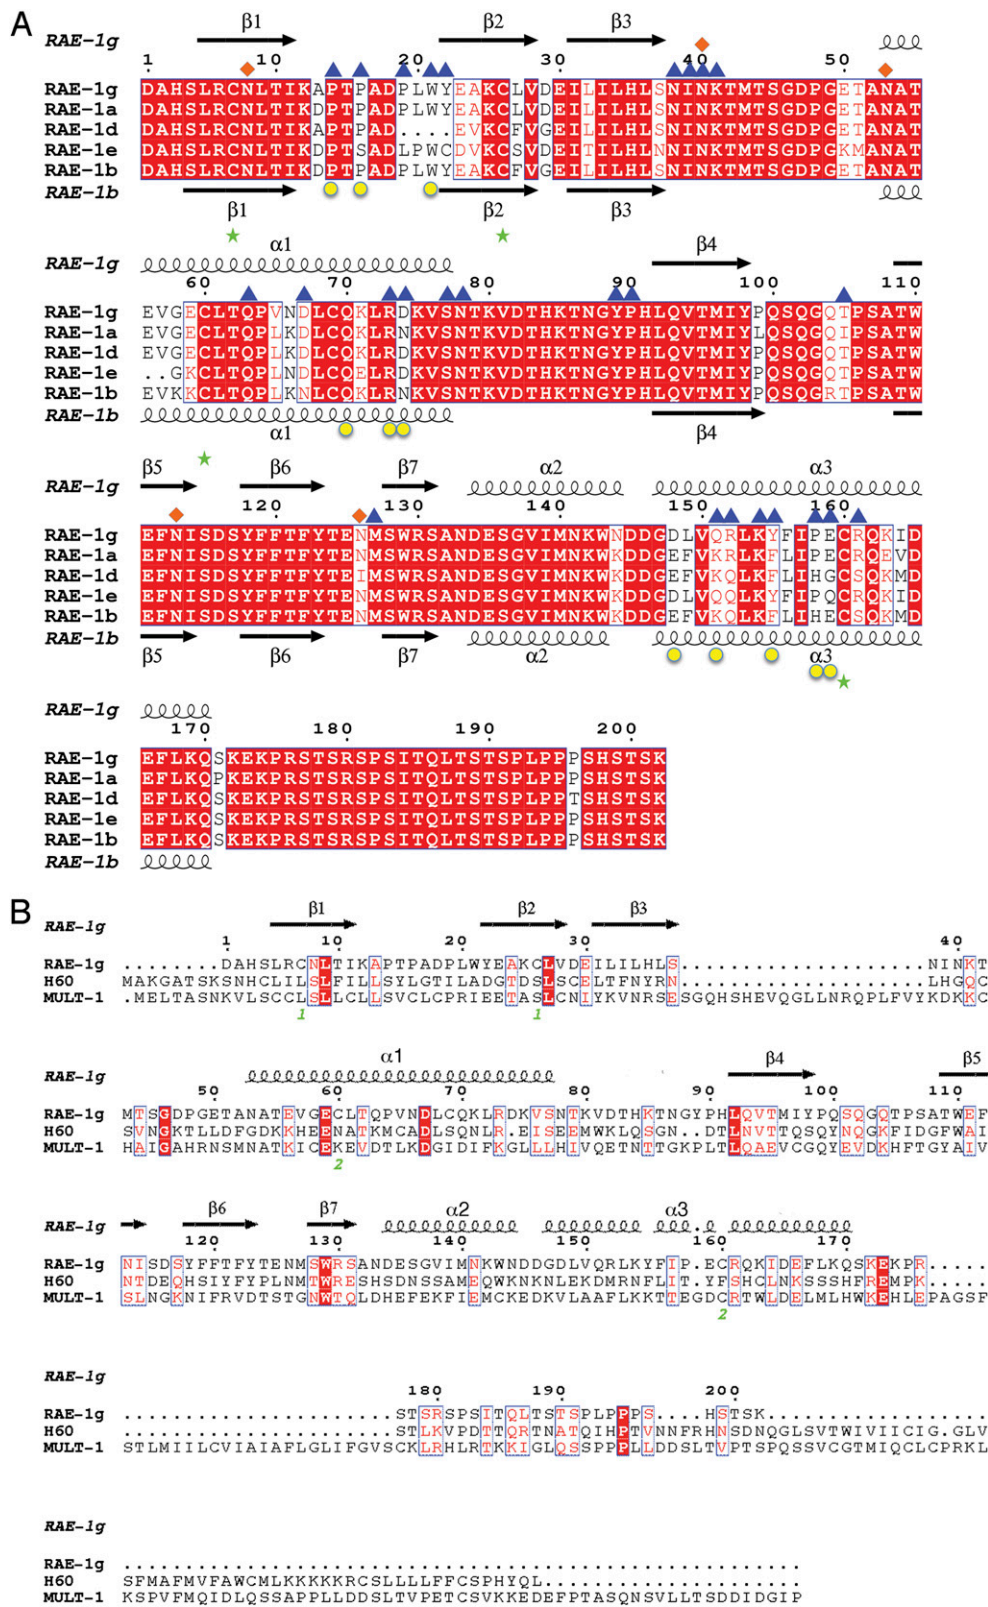 A
RAE-1g β1 β2 β3
1 10 20 30 40 50
RAE-1g DAHSLRCNLTIKAPTPADPLWYEAKCLVDEILILHLSNINKTMTSGDPGETANAT
RAE-1a DAHSLRCNLTIKDPTPADPLWYEAKCLVDEILILHLSNINKTMTSGDPGETANAT
RAE-1d DAHSLRCNLTIKAPTPAD....EVKCFVGEILILHLSNINKTMTSGDPGETANAT
RAE-1e DAHSLRCNLTIKDPTSADLPWCDVKCSVDEITILHLNNINKTMTSGDPGKMANAT
RAE-1b DAHSLRCNLTIKDPTPADPLWYEAKCFVGEILILHLSNINKTMTSGDPGETANAT
RAE-1b β1 β2 β3
RAE-1g α1 β4
60 70 80 90 100 110
RAE-1g EVGECLTQPVNDLCQKLRDKVSNTKVDTHKTNGYPHLQVTMIYPQSQGQTPSATW
RAE-1a EVGECLTQPLKDLCQKLRDKVSNTKVDTHKTNGYPHLQVTMIYLQSQGQTPSATW
RAE-1d EVGECLTQPLKDLCQKLRDKVSNTKVDTHKTNGYPHLQVTMIYPQSQGQIPSATW
RAE-1e ..GKCLTQPLNDLCQELRDKVSNTKVDTHKTNGYPHLQVTMIYPQSQGQTPSATW
RAE-1b EVKKCLTQPLKNLCQKLRNKVSNTKVDTHKTNGYPHLQVTMIYPQSQGRTPSATW
RAE-1b α1 β4
RAE-1g β5 β6 β7 α2 α3
120 130 140 150 160
RAE-1g EFNISDSYFFTFYTENMSWRSANDESGVIMNKWNDDGDLVQRLKYFIPECRQKID
RAE-1a EFNISDSYFFTFYTENMSWRSANDESGVIMNKWKDDGEFVKRLKFLIPECRQEVD
RAE-1d EFNISDSYFFTFYTEIMSWRSANDESGVIMNKWKDDGEFVKQLKFLIHGCSQKMD
RAE-1e EFNISDSYFFTFYTENMSWRSANDESGVIMNKWKDDGDLVQQLKYFIPQCRQKID
RAE-1b EFNISDSYFFTFYTENMSWRSANDESGVIMNKWKDDGEFVKQLKFLIHECSQKMD
RAE-1b β5 β6 β7 α2 α3
RAE-1g
170 180 190 200
RAE-1g EFLKQSKEKPRSTSRSPSITQLTSTSPLPPPSHSTSK
RAE-1a EFLKQPKEKPRSTSRSPSITQLTSTSPLPPPSHSTSK
RAE-1d EFLKQSKEKPRSTSRSPSITQLTSTSPLPPTSHSTSK
RAE-1e EFLKQSKEKPRSTSRSPSITQLTSTSPLPPPSHSTSK
RAE-1b EFLKQSKEKPRSTSRSPSITQLTSTSPLPPPSHSTSK
RAE-1b
B
RAE-1g β1 β2 β3
1 10 20 30 40
RAE-1g ........DAHSLRCNLTIKAPTPADPLWYEAKCLVDEILILHLS....................NINKT
H60 MAKGATSKSNHCLILSLFILLSYLGTILADGTDSLSCELTFNYRN....................LHGQC
MULT-1 .MELTASNKVLSCCLSLLCLLSVCLCPRIEETASLCNIYKVNRSESGQHSHEVQGLLNRQPLFVYKDKKC
1 1
RAE-1g α1 β4 β5
50 60 70 80 90 100 110
RAE-1g MTSGDPGETANATEVGECLTQPVNDLCQKLRDKVSNTKVDTHKTNGYPHLQVTMIYPQSQGQTPSATWEF
H60 SVNGKTLLDFGDKKHEENATKMCADLSQNLR.EISEEMWKLQSGN..DTLNVTTQSQYNQGKFIDGFWAI
MULT-1 HAIGAHRNSMNATKICEKEVDTLKDGIDIFKGLLLHIVQETNTTGKPLTLQAEVCGQYEVDKHFTGYAIV
2
RAE-1g β6 β7 α2 α3
120 130 140 150 160 170
RAE-1g NISDSYFFTFYTENMSWRSANDESGVIMNKWNDDGDLVQRLKYFIP.ECRQKIDEFLKQSKEKPR.....
H60 NTDEQHSIYFYPLNMTWRESHSDNSSAMEQWKNKNLEKDMRNFLIT.YFSHCLNKSSSHFREMPK.....
MULT-1 SLNGKNIFRVDTSTGNWTQLDHEFEKFIEMCKEDKVLAAFLKKTTEGDCRTWLDELMLHWKEHLEPAGSF
2
RAE-1g
180 190 200
RAE-1g ......................STSRSPSITQLTSTSPLPPPS....HSTSK..................
H60 ......................STLKVPDTTQRTNATQIHPTVNNFRHNSDNQGLSVTWIVIICIG.GLV
MULT-1 STLMIILCVIAIAFLGLIFGVSCKLRHLRTKKIGLQSSPPPLLDDSLTVPTSPQSSVCGTMIQCLCPRKL
RAE-1g
RAE-1g .......................................................
H60 SFMAFMVFAWCMLKKKKKRCSLLLLFFCSPHYQL.....................
MULT-1 KSPVFMQIDLQSSAPPLLDDSLTVPETCSVKKEDEFPTASQNSVLLTSDDIDGIP